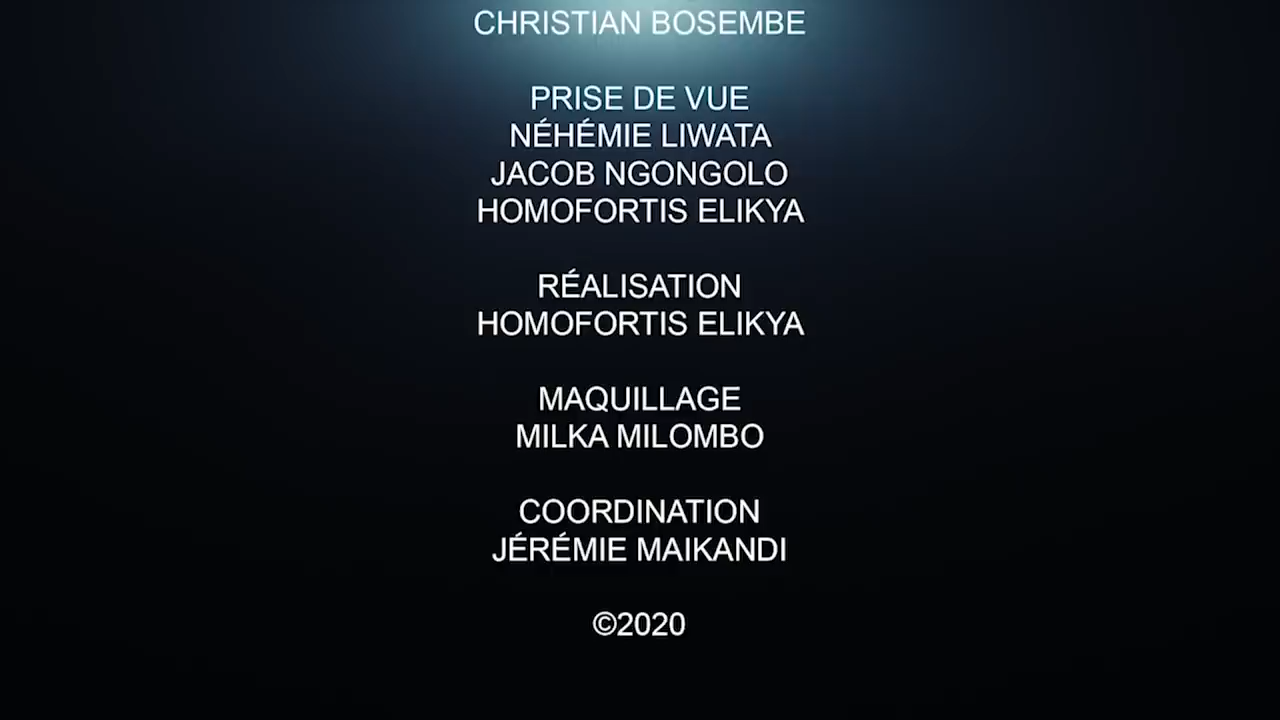 CHRISTIAN BOSEMBE
PRISE DE VUE
NÉHÉMIE LIWATA
JACOB NGONGOLO
HOMOFORTIS ELIKYA
RÉALISATION
HOMOFORTIS ELIKYA
MAQUILLAGE
MILKA MILOMBO
COORDINATION
JÉRÉMIE MAIKANDI
©2020